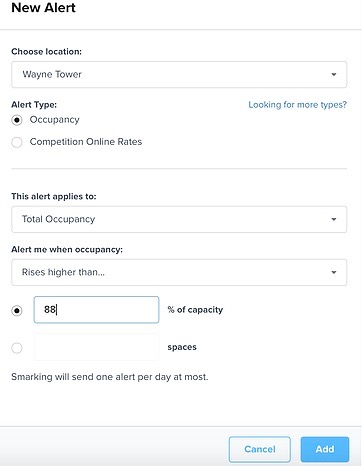 New Alert
Choose location:
Wayne Tower
Alert Type:
Looking for more types?
Occupancy
Competition Online Rates
This alert applies to:
Total Occupancy
Alert me when occupancy:
Rises higher than...
88 % of capacity
spaces
Smarking will send one alert per day at most.
Cancel Add